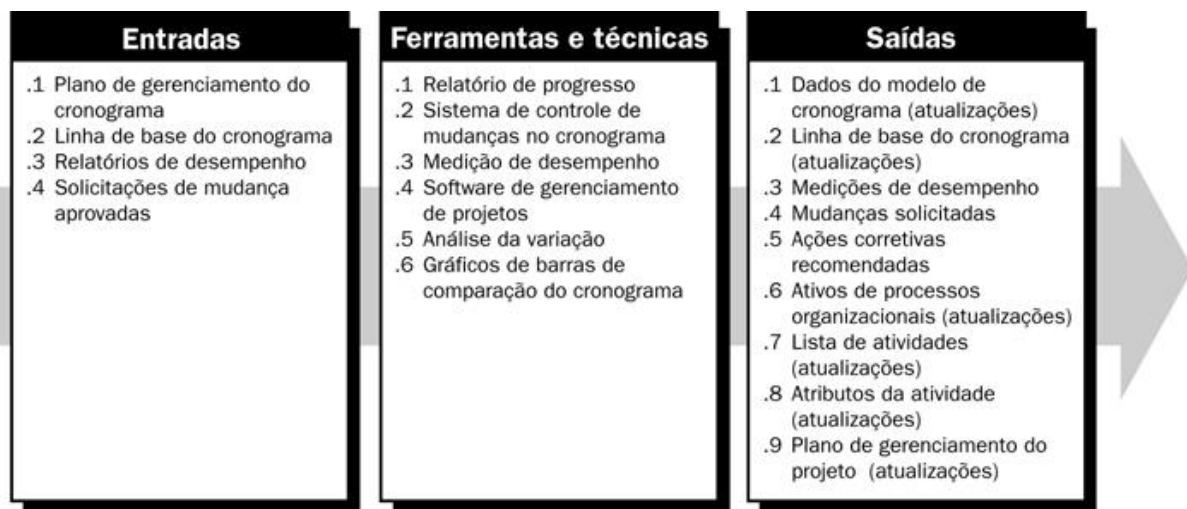 Entradas
.1 Plano de gerenciamento do
cronograma
.2 Linha de base do cronograma
.3 Relatórios de desempenho
.4 Solicitações de mudança
aprovadas
Ferramentas e técnicas
.1 Relatório de progresso
.2 Sistema de controle de
mudanças no cronograma
.3 Medição de desempenho
.4 Software de gerenciamento
de projetos
.5 Análise da variação
.6 Gráficos de barras de
comparação do cronograma
Saídas
.1 Dados do modelo de
cronograma (atualizações)
.2 Linha de base do cronograma
(atualizações)
.3 Medições de desempenho
.4 Mudanças solicitadas
.5 Ações corretivas
recomendadas
.6 Ativos de processos
organizacionais (atualizações)
.7 Lista de atividades
(atualizações)
.8 Atributos da atividade
(atualizações)
.9 Plano de gerenciamento do
projeto (atualizações)